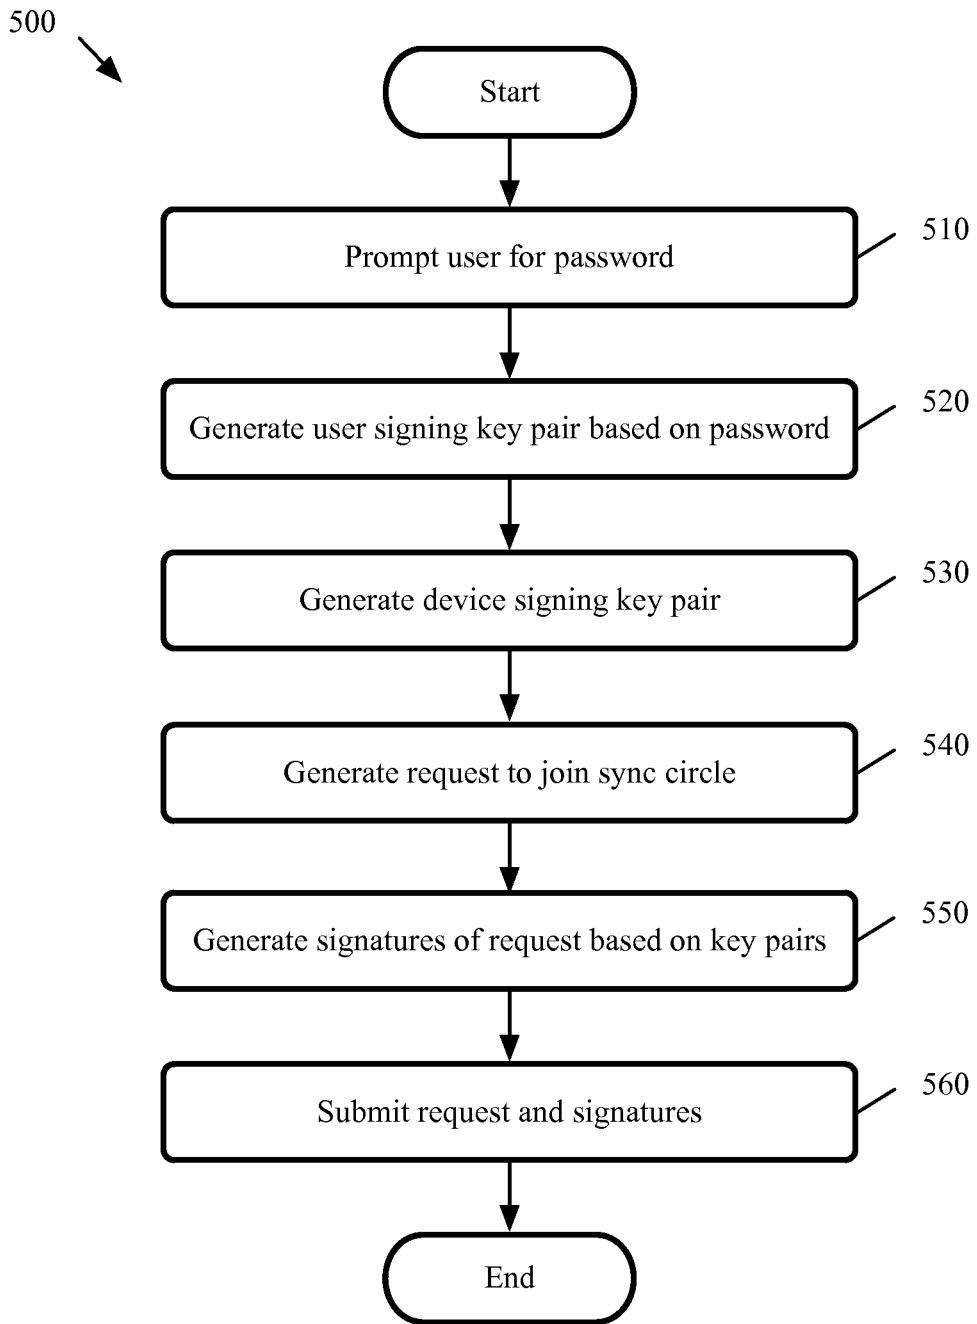 500
Start
510
Prompt user for password
520
Generate user signing key pair based on password
530
Generate device signing key pair
540
Generate request to join sync circle
550
Generate signatures of request based on key pairs
560
Submit request and signatures
End